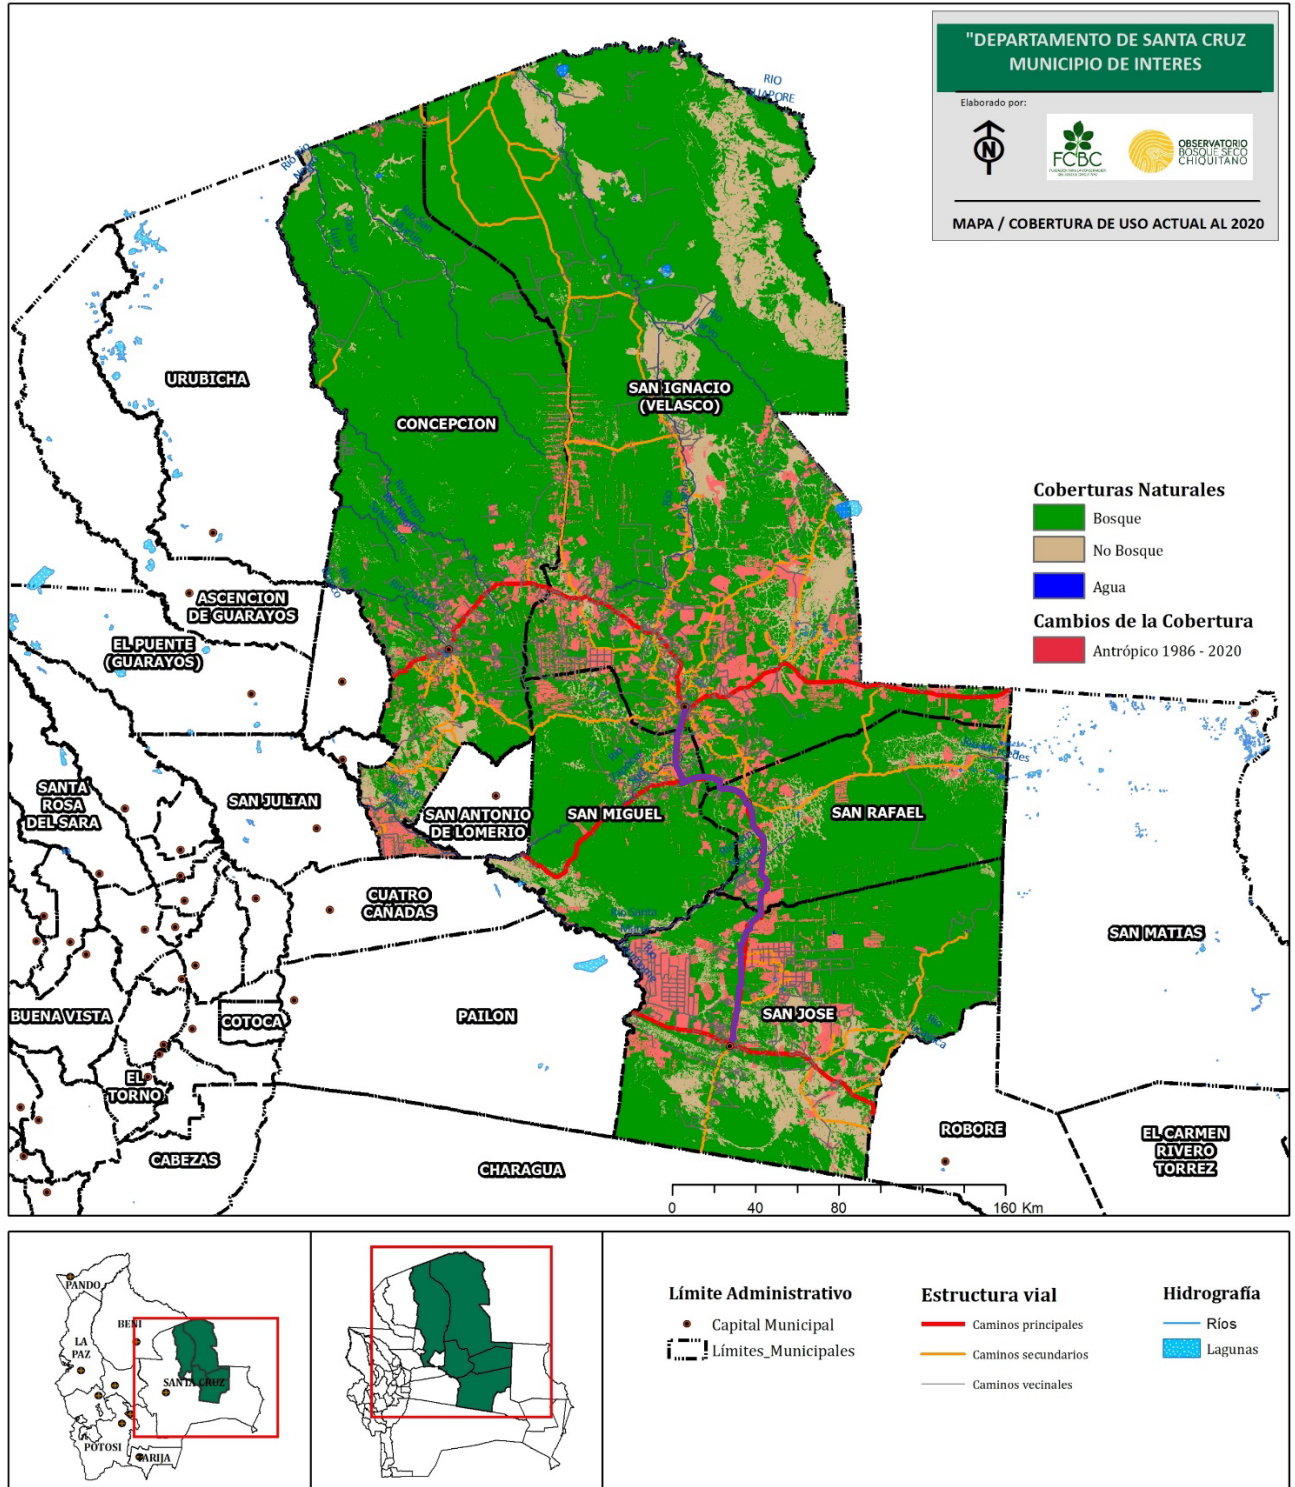 "DEPARTAMENTO DE SANTA CRUZ
MUNICIPIO DE INTERES
Elaborado por:
N
FCBC
OBSERVATORIO
BOSQUE SECO
CHIQUITANO
MAPA / COBERTURA DE USO ACTUAL AL 2020
RIO
URUBICHA
CONCEPCION
SAN IGNACIO
(VELASCO)
Coberturas Naturales
Bosque
No Bosque
Agua
Cambios de la Cobertura
Antrópico 1986 - 2020
ASCENCION
DE GUARAYOS
EL PUENTE
(GUARAYOS)
SANTA
ROSA
DEL SARA
SAN JULIAN
SAN ANTONIO
DE LOMERIO
SAN MIGUEL
SAN RAFAEL
CUATRO
CAÑADAS
SAN MATIAS
BUENA VISTA
COTOCA
PAILON
SAN JOSE
EL
TORNO
CABEZAS
CHARAGUA
ROBORE
EL CARMEN
RIVERO
TORREZ
0 40 80 160 Km
PANDO
BENI
LA
PAZ
SANTA CRUZ
POTOSI
TARIJA
Límite Administrativo
Capital Municipal
Límites_Municipales
Estructura vial
Caminos principales
Caminos secundarios
Caminos vecinales
Hidrografía
Ríos
Lagunas